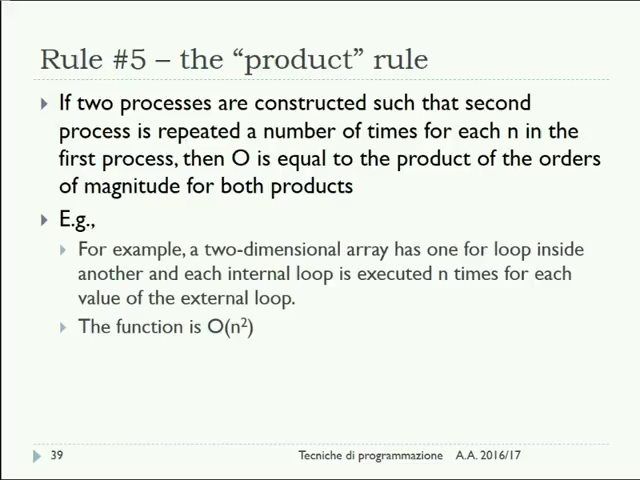 Rule #5 – the “product” rule
If two processes are constructed such that second
process is repeated a number of times for each n in the
first process, then O is equal to the product of the orders
of magnitude for both products
E.g.,
For example, a two-dimensional array has one for loop inside
another and each internal loop is executed n times for each
value of the external loop.
The function is O(n²)
39 Tecniche di programmazione A.A. 2016/17